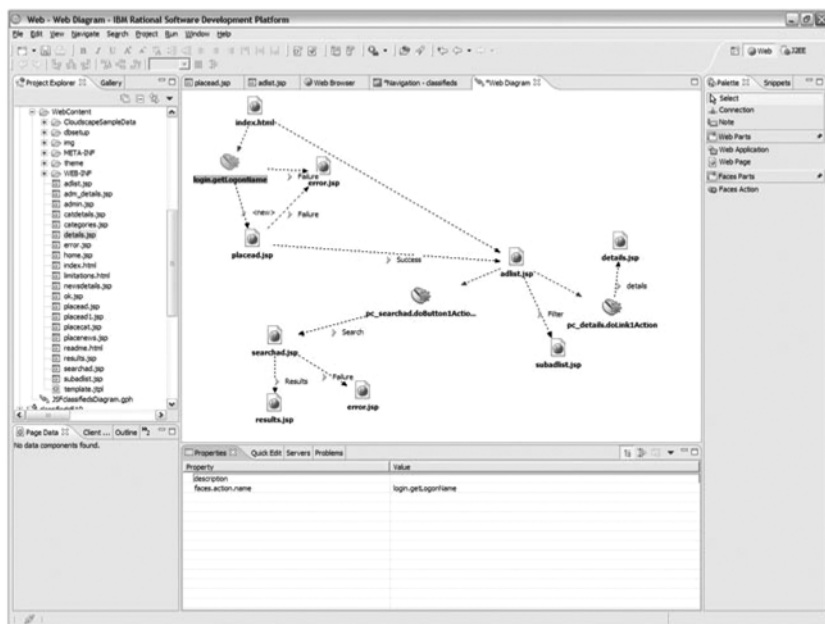 Web - Web Diagram - IBM Rational Software Development Platform
File Edit View Navigate Search Project Run Window Help
Web J2EE
Project Explorer Gallery
placead.jsp adlist.jsp Web Browser *Navigation - classifieds *Web Diagram
Palette Snippets
WebContent
CloudscapeSampleData
dbsetup
img
META-INF
theme
WEB-INF
adlist.jsp
adm_details.jsp
admin.jsp
catdetails.jsp
categories.jsp
details.jsp
error.jsp
home.jsp
index.html
limitations.html
newsdetails.jsp
ok.jsp
placead.jsp
placead1.jsp
placecat.jsp
placenews.jsp
readme.html
results.jsp
searchad.jsp
subadlist.jsp
template.jtpl
JSFclassifiedsDiagram.gph
index.html
login.getLogonName
Failure
error.jsp
<new>
Failure
placead.jsp
Success
adlist.jsp
details.jsp
details
pc_searchad.doButton1Actio...
Filter
pc_details.doLink1Action
Search
searchad.jsp
subadlist.jsp
Results
Failure
results.jsp
error.jsp
Select
Connection
Note
Web Parts
Web Application
Web Page
Faces Parts
Faces Action
Page Data Client ... Outline
No data components found.
Properties Quick Edit Servers Problems
Property Value
description
faces.action.name login.getLogonName